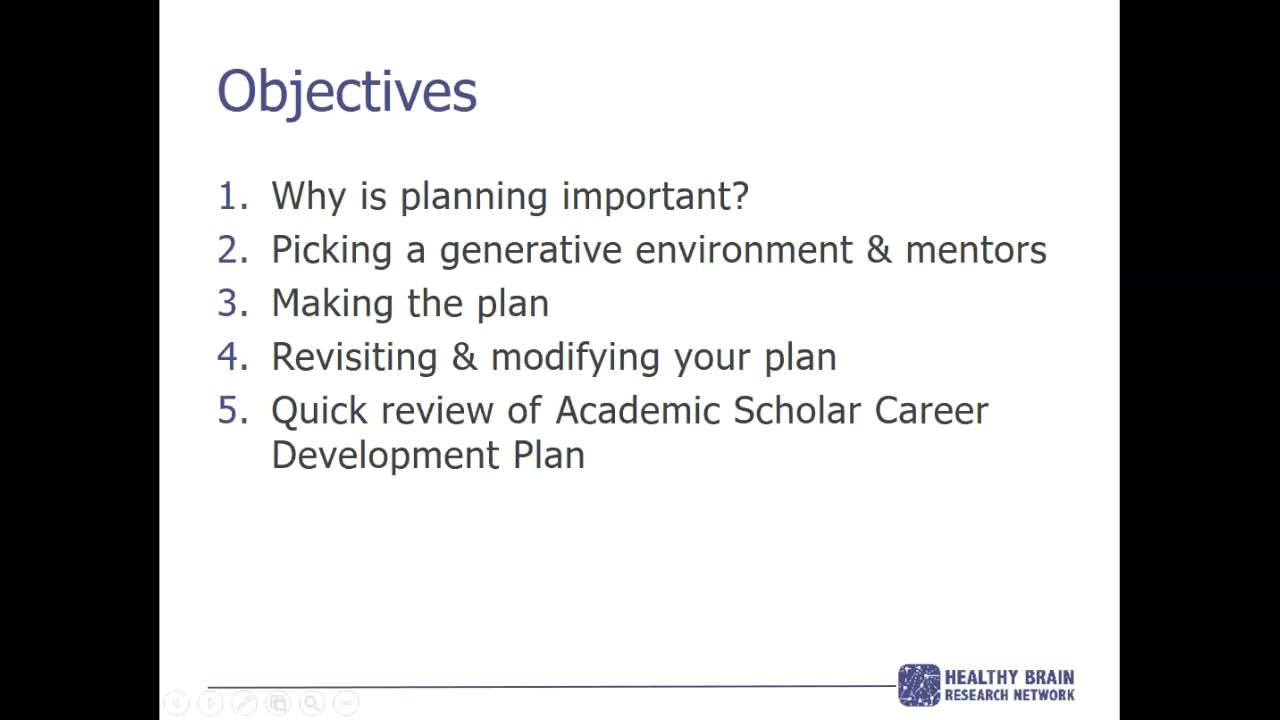 Objectives
1. Why is planning important?
2. Picking a generative environment & mentors
3. Making the plan
4. Revisiting & modifying your plan
5. Quick review of Academic Scholar Career
Development Plan
HEALTHY BRAIN
RESEARCH NETWORK